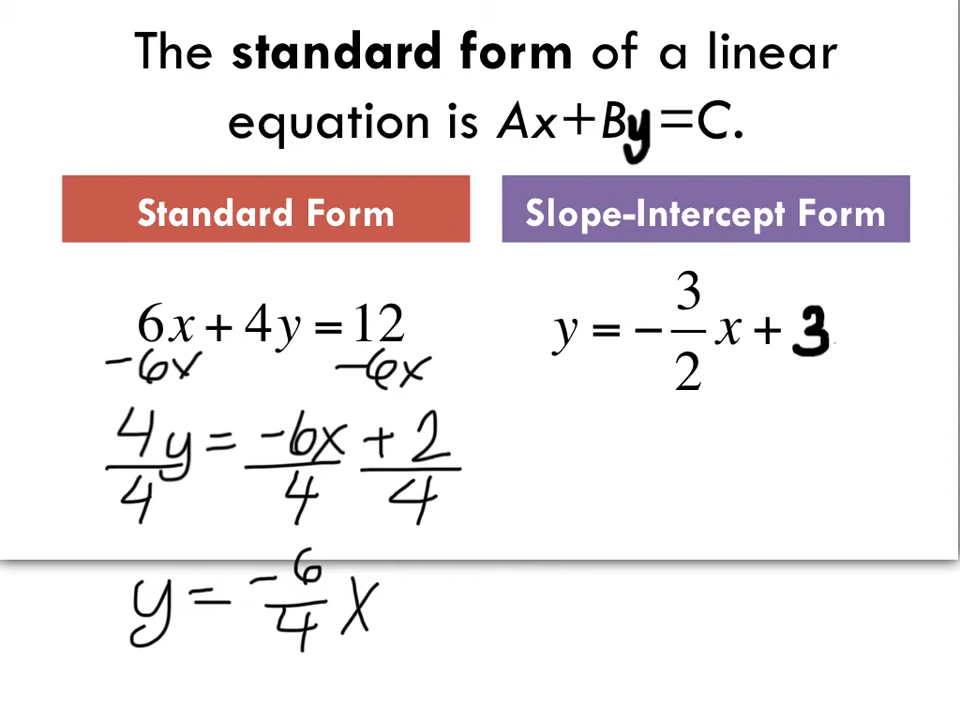 The standard form of a linear
equation is Ax+By=C.
Standard Form
6x + 4y = 12
-6x -6x
4y/4 = -6x/4 + 2/4
y = -6/4 x
Slope-Intercept Form
y = -3/2 x + 3